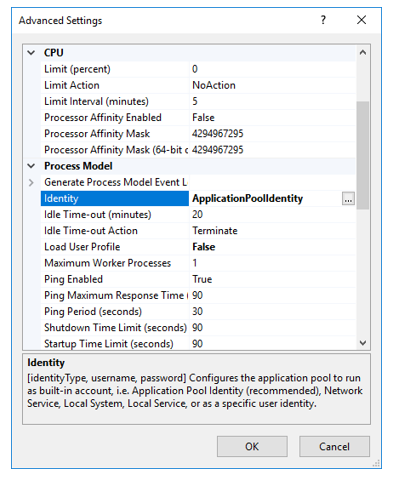 Advanced Settings ? ×
CPU
Limit (percent) 0
Limit Action NoAction
Limit Interval (minutes) 5
Processor Affinity Enabled False
Processor Affinity Mask 4294967295
Processor Affinity Mask (64-bit c 4294967295
Process Model
Generate Process Model Event L
Identity ApplicationPoolIdentity ...
Idle Time-out (minutes) 20
Idle Time-out Action Terminate
Load User Profile False
Maximum Worker Processes 1
Ping Enabled True
Ping Maximum Response Time ( 90
Ping Period (seconds) 30
Shutdown Time Limit (seconds) 90
Startup Time Limit (seconds) 90
Identity
[identityType, username, password] Configures the application pool to run
as built-in account, i.e. Application Pool Identity (recommended), Network
Service, Local System, Local Service, or as a specific user identity.
OK Cancel